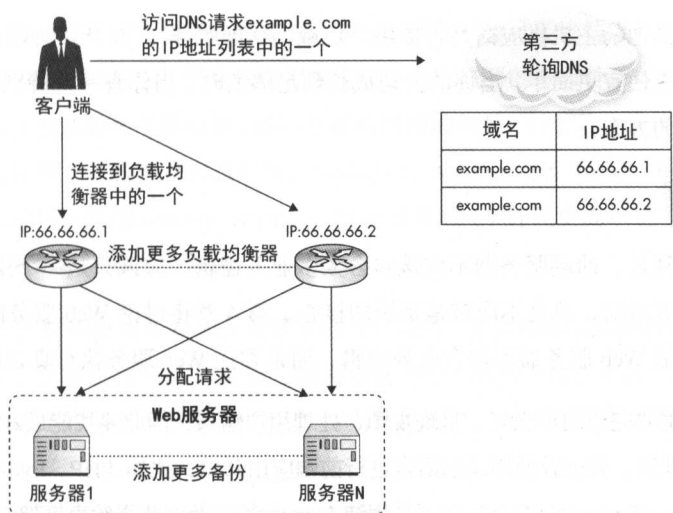 访问DNS请求example.com
的IP地址列表中的一个
第三方
轮询DNS
客户端
域名 IP地址
example.com 66.66.66.1
example.com 66.66.66.2
连接到负载均
衡器中的一个
IP:66.66.66.1
IP:66.66.66.2
添加更多负载均衡器
分配请求
Web服务器
添加更多备份
服务器1
服务器N